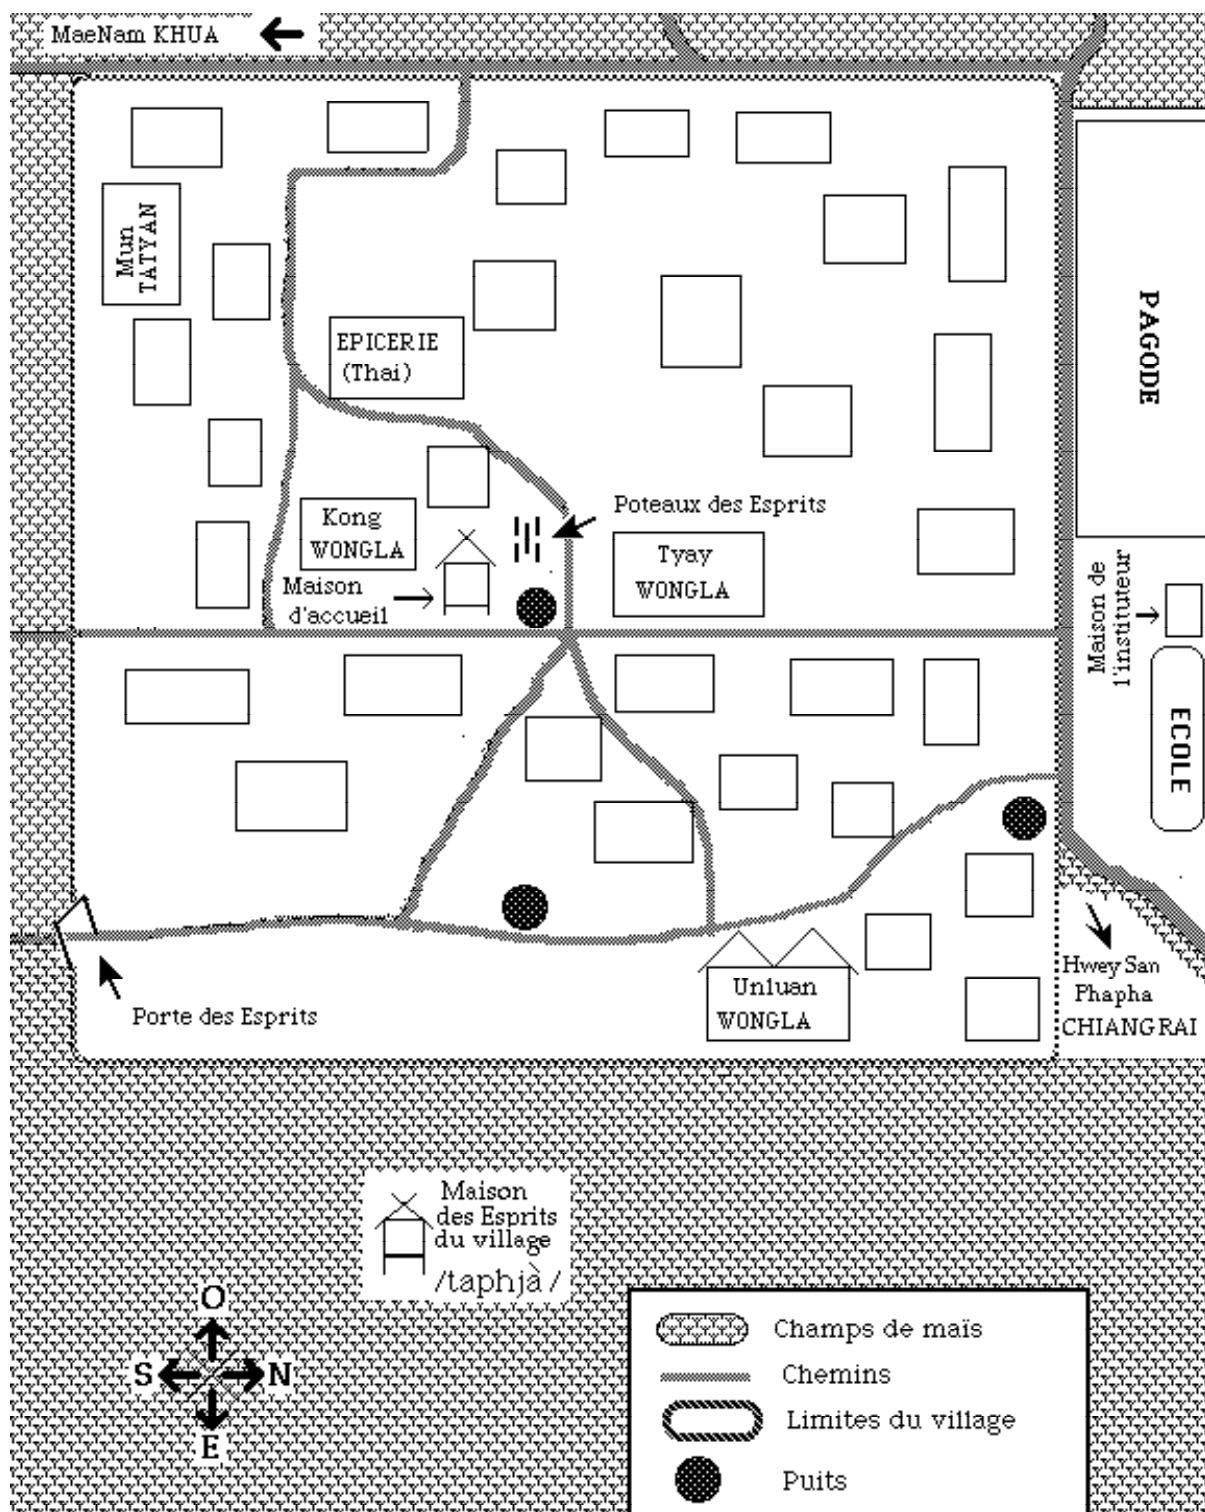 MaeNam KHUA
Mun
TATYAN
EPICERIE
(Thai)
PAGODE
Kong
WONGLA
Poteaux des Esprits
Tyay
WONGLA
Maison
d'accueil
Maison de
l'instituteur
ECOLE
Porte des Esprits
Unluan
WONGLA
Hwey San
Phapha
CHIANGRAI
Maison
des Esprits
du village
/taphjà/
O
S
N
E
Champs de maïs
Chemins
Limites du village
Puits